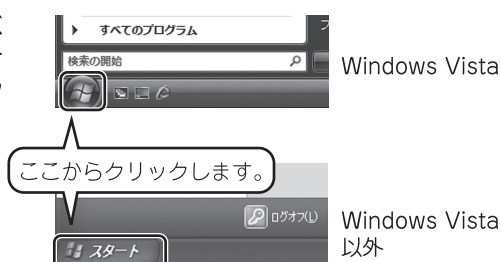 すべてのプログラム
検索の開始
Windows Vista
ここからクリックします。
ログオフ(L)
スタート
Windows Vista
以外